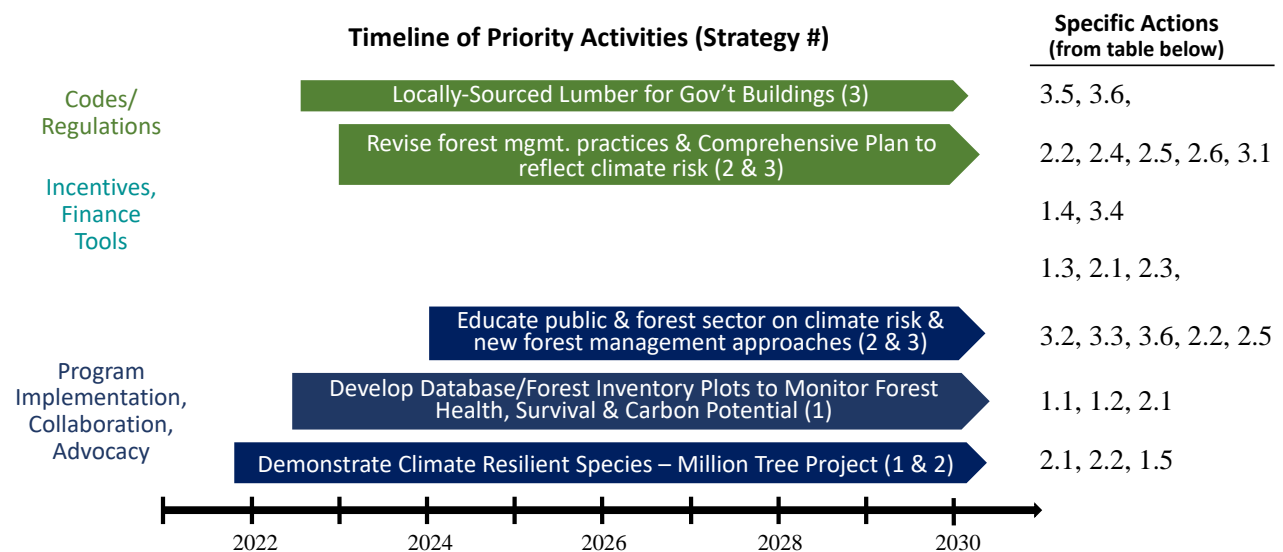 Timeline of Priority Activities (Strategy #)
Specific Actions
(from table below)
Codes/
Regulations
Locally-Sourced Lumber for Gov't Buildings (3)
3.5, 3.6,
Revise forest mgmt. practices & Comprehensive Plan to
reflect climate risk (2 & 3)
2.2, 2.4, 2.5, 2.6, 3.1
Incentives,
Finance
Tools
1.4, 3.4
1.3, 2.1, 2.3,
Educate public & forest sector on climate risk &
new forest management approaches (2 & 3)
3.2, 3.3, 3.6, 2.2, 2.5
Program
Implementation,
Collaboration,
Advocacy
Develop Database/Forest Inventory Plots to Monitor Forest
Health, Survival & Carbon Potential (1)
1.1, 1.2, 2.1
Demonstrate Climate Resilient Species – Million Tree Project (1 & 2)
2.1, 2.2, 1.5
2022 2024 2026 2028 2030